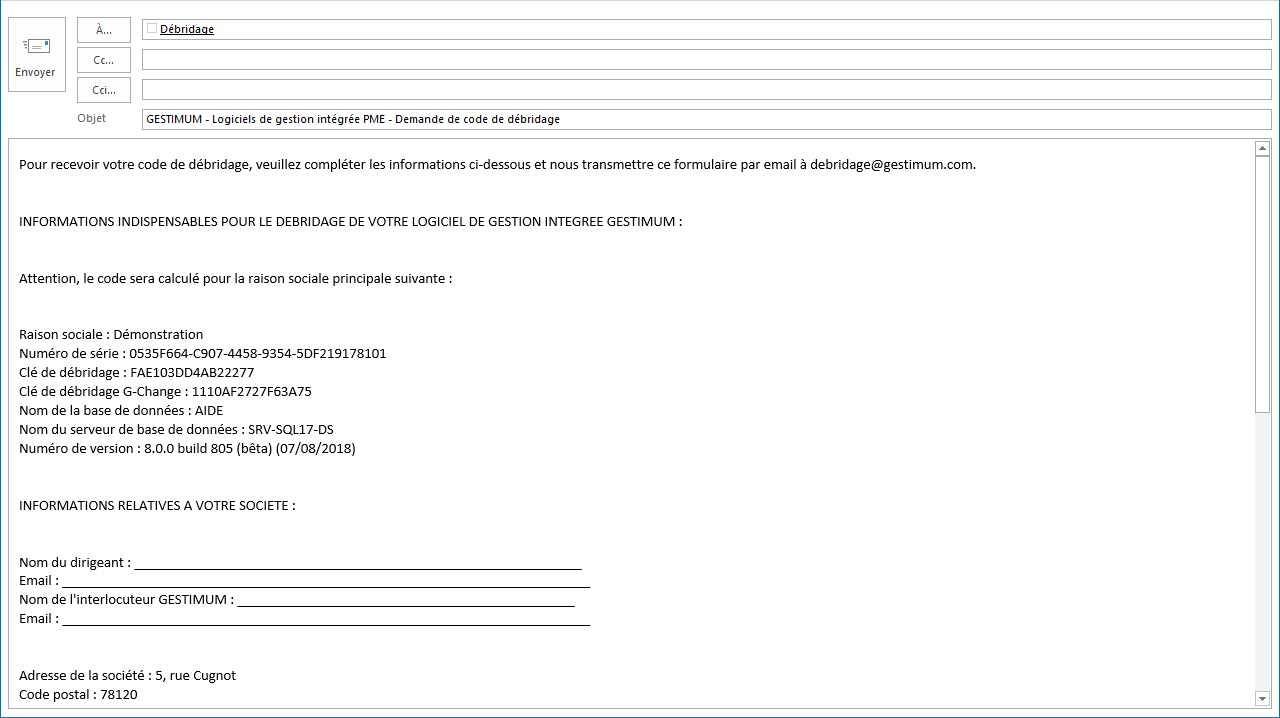 Envoyer
À...
Débridage
Cc...
Cci...
Objet
GESTIMUM - Logiciels de gestion intégrée PME - Demande de code de débridage
Pour recevoir votre code de débridage, veuillez compléter les informations ci-dessous et nous transmettre ce formulaire par email à debridage@gestimum.com.
INFORMATIONS INDISPENSABLES POUR LE DEBRIDAGE DE VOTRE LOGICIEL DE GESTION INTEGREE GESTIMUM :
Attention, le code sera calculé pour la raison sociale principale suivante :
Raison sociale : Démonstration
Numéro de série : 0535F664-C907-4458-9354-5DF219178101
Clé de débridage : FAE103DD4AB22277
Clé de débridage G-Change : 1110AF2727F63A75
Nom de la base de données : AIDE
Nom du serveur de base de données : SRV-SQL17-DS
Numéro de version : 8.0.0 build 805 (bêta) (07/08/2018)
INFORMATIONS RELATIVES A VOTRE SOCIETE :
Nom du dirigeant : ____________________________________________________________
Email : ______________________________________________________________________
Nom de l'interlocuteur GESTIMUM : _____________________________________________
Email : ______________________________________________________________________
Adresse de la société : 5, rue Cugnot
Code postal : 78120